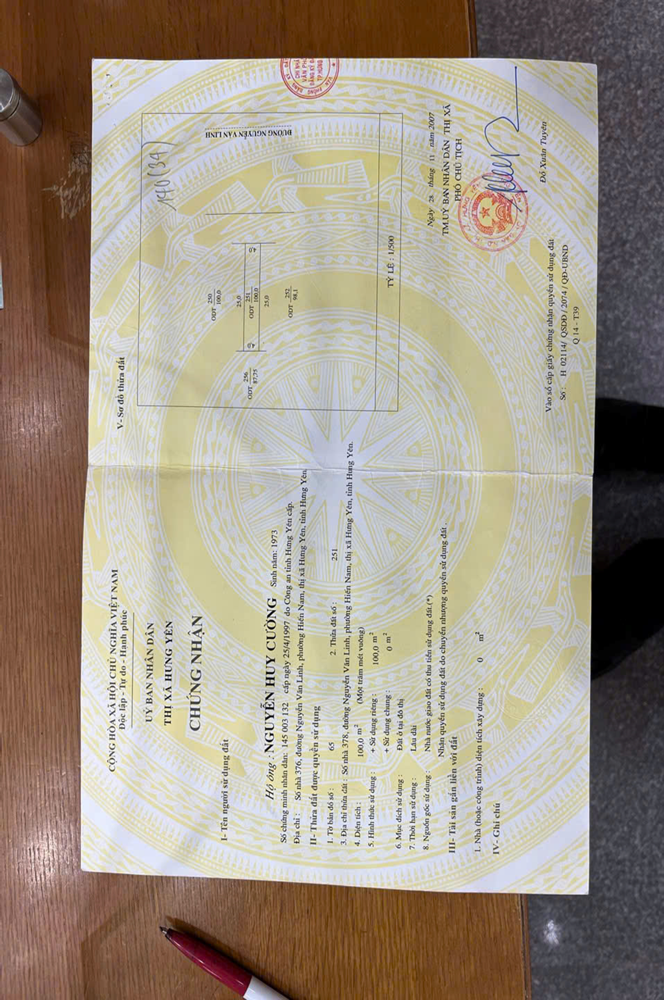 CỘNG HÒA XÃ HỘI CHỦ NGHĨA VIỆT NAM
Độc lập - Tự do - Hạnh phúc
UỶ BAN NHÂN DÂN
THỊ XÃ HƯNG YÊN
CHỨNG NHẬN
I- Tên người sử dụng đất
Hộ ông : NGUYỄN HUY CƯỜNG Sinh năm: 1973
Số chứng minh nhân dân: 145 003 132 cấp ngày 25/4/1997 do Công an tỉnh Hưng Yên cấp.
Địa chỉ : Số nhà 376, đường Nguyễn Văn Linh, phường Hiến Nam, thị xã Hưng Yên, tỉnh Hưng Yên.
II- Thửa đất được quyền sử dụng
1. Tờ bản đồ số : 65 2. Thửa đất số : 251
3. Địa chỉ thửa đất : Số nhà 378, đường Nguyễn Văn Linh, phường Hiến Nam, thị xã Hưng Yên, tỉnh Hưng Yên.
4. Diện tích : 100,0 m² (Một trăm mét vuông)
5. Hình thức sử dụng : + Sử dụng riêng : 100,0 m²
+ Sử dụng chung : 0 m²
6. Mục đích sử dụng : Đất ở tại đô thị
7. Thời hạn sử dụng : Lâu dài
8. Nguồn gốc sử dụng : Nhà nước giao đất có thu tiền sử dụng đất.(*)
Nhận quyền sử dụng đất do chuyển nhượng quyền sử dụng đất .
III- Tài sản gắn liền với đất
1. Nhà (hoặc công trình) diện tích xây dựng : 0 m²
IV- Ghi chú
V- Sơ đồ thửa đất
140(34)
ĐƯỜNG NGUYỄN VĂN LINH
ODT 250
100,0
25,0
4,0
ODT 251
100,0
4,0
25,0
ODT 256
87,75
ODT 252
98,1
TỶ LỆ : 1/500
Ngày 28 tháng 11 năm 2007
TM.UỶ BAN NHÂN DÂN THỊ XÃ
PHÓ CHỦ TỊCH
Đỗ Xuân Tuyên
Vào sổ cấp giấy chứng nhận quyền sử dụng đất
Số : H 02114/ QSDĐ / 2074 / QĐ-UBND
Q 14 - T39
CHI NHÁ
VĂN PHÒ
ĐĂNG KÝ ĐẤ
TP.HƯNG